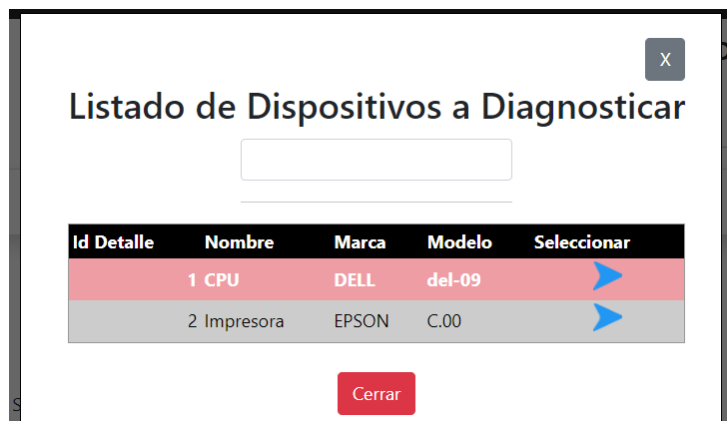 X
Listado de Dispositivos a Diagnosticar
Id Detalle Nombre Marca Modelo Seleccionar
1 CPU DELL del-09
2 Impresora EPSON C.00
Cerrar
S